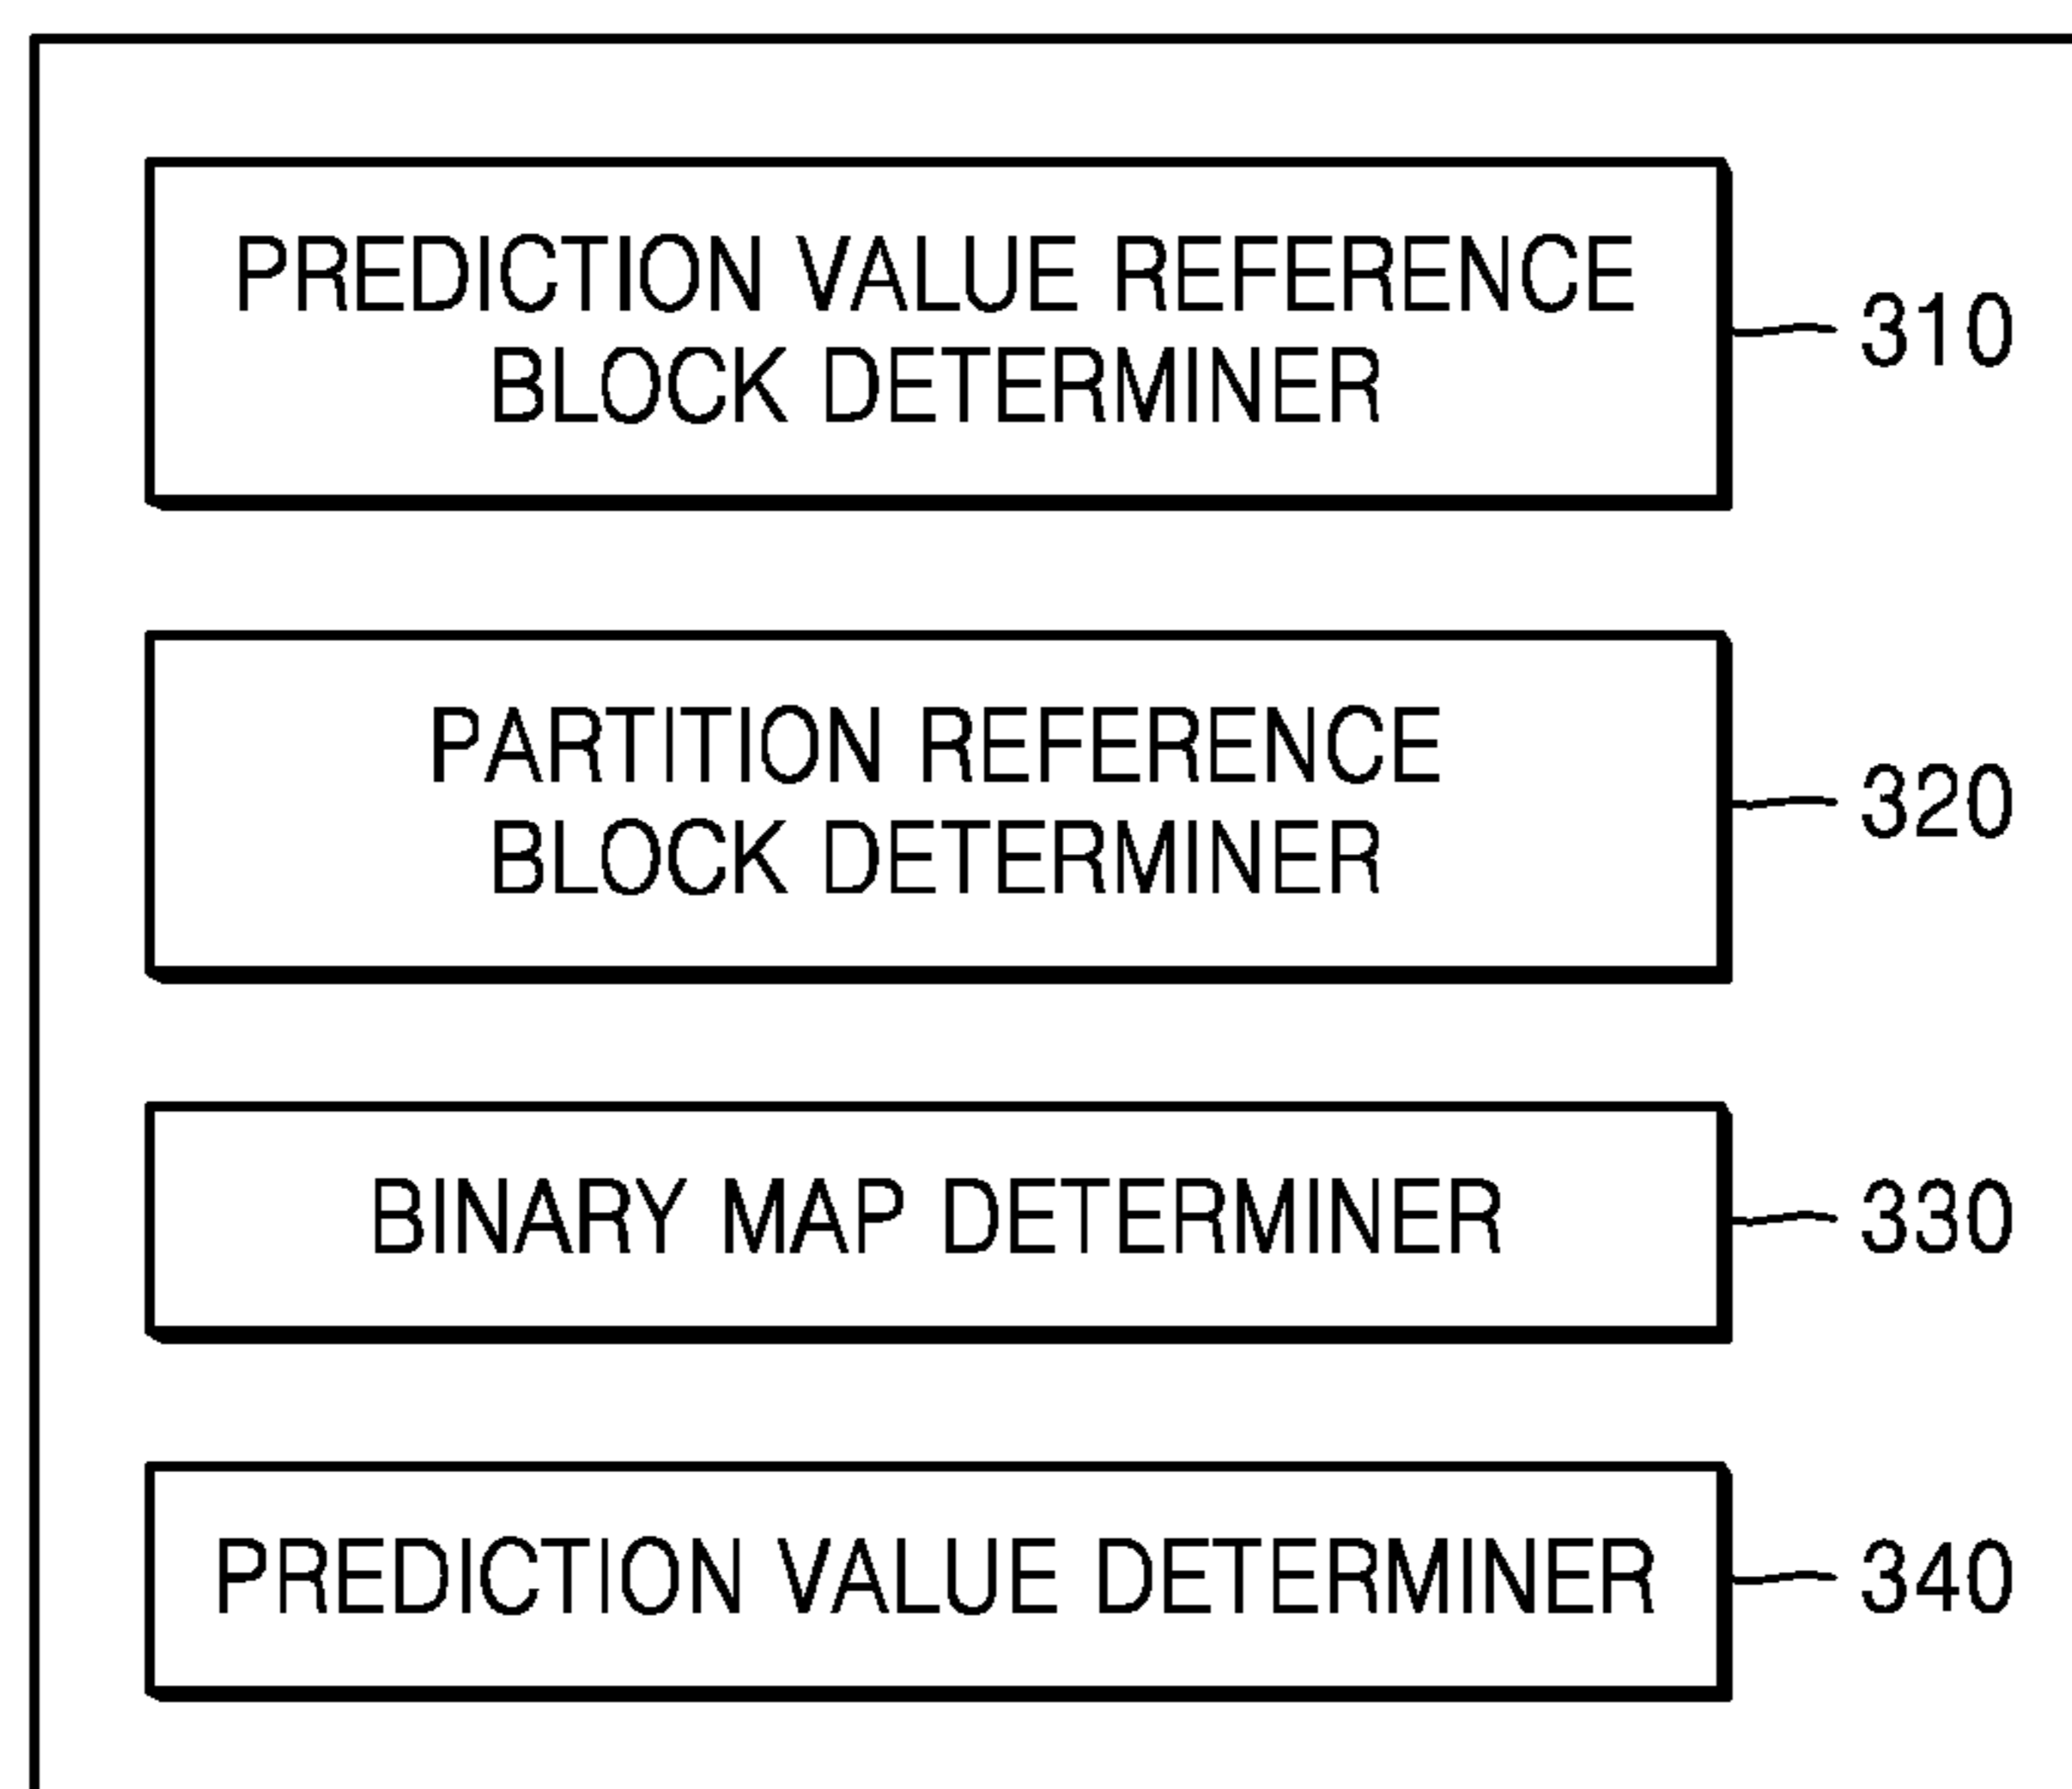 PREDICTION VALUE REFERENCE
BLOCK DETERMINER
310
PARTITION REFERENCE
BLOCK DETERMINER
320
BINARY MAP DETERMINER
330
PREDICTION VALUE DETERMINER
340